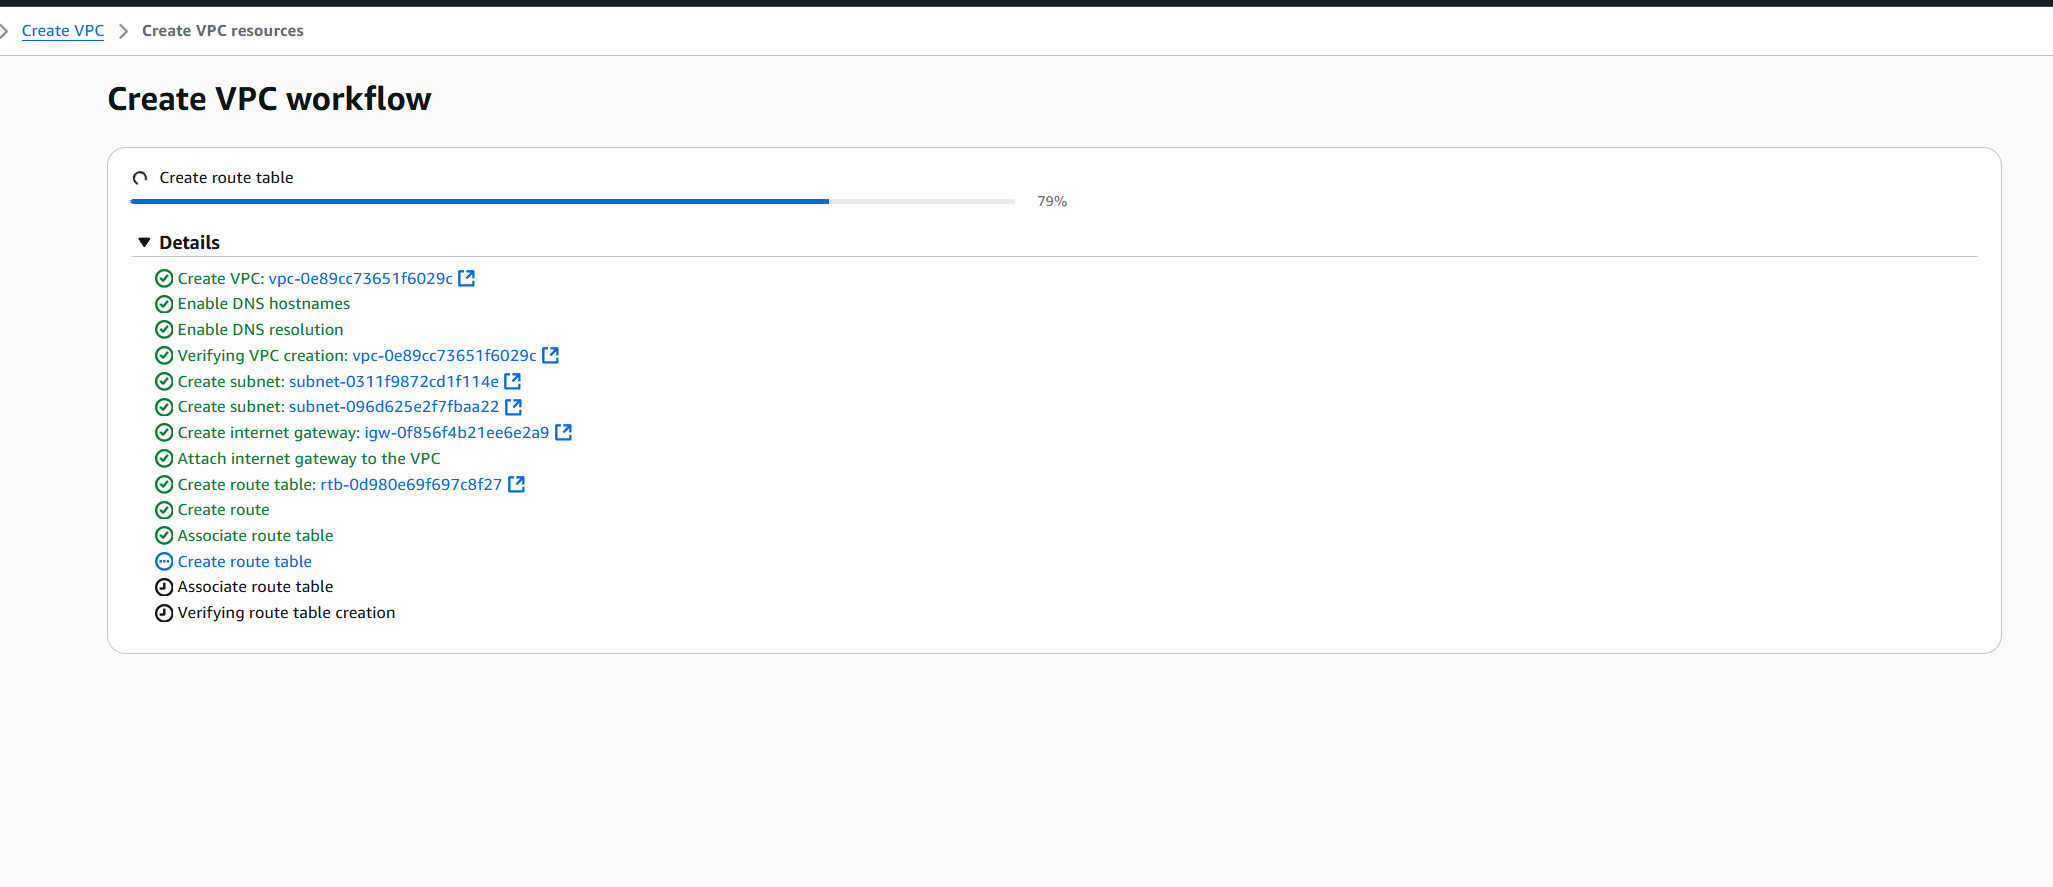 Create VPC > Create VPC resources
Create VPC workflow
Create route table
79%
Details
Create VPC: vpc-0e89cc73651f6029c
Enable DNS hostnames
Enable DNS resolution
Verifying VPC creation: vpc-0e89cc73651f6029c
Create subnet: subnet-0311f9872cd1f114e
Create subnet: subnet-096d625e2f7fbaa22
Create internet gateway: igw-0f856f4b21ee6e2a9
Attach internet gateway to the VPC
Create route table: rtb-0d980e69f697c8f27
Create route
Associate route table
Create route table
Associate route table
Verifying route table creation